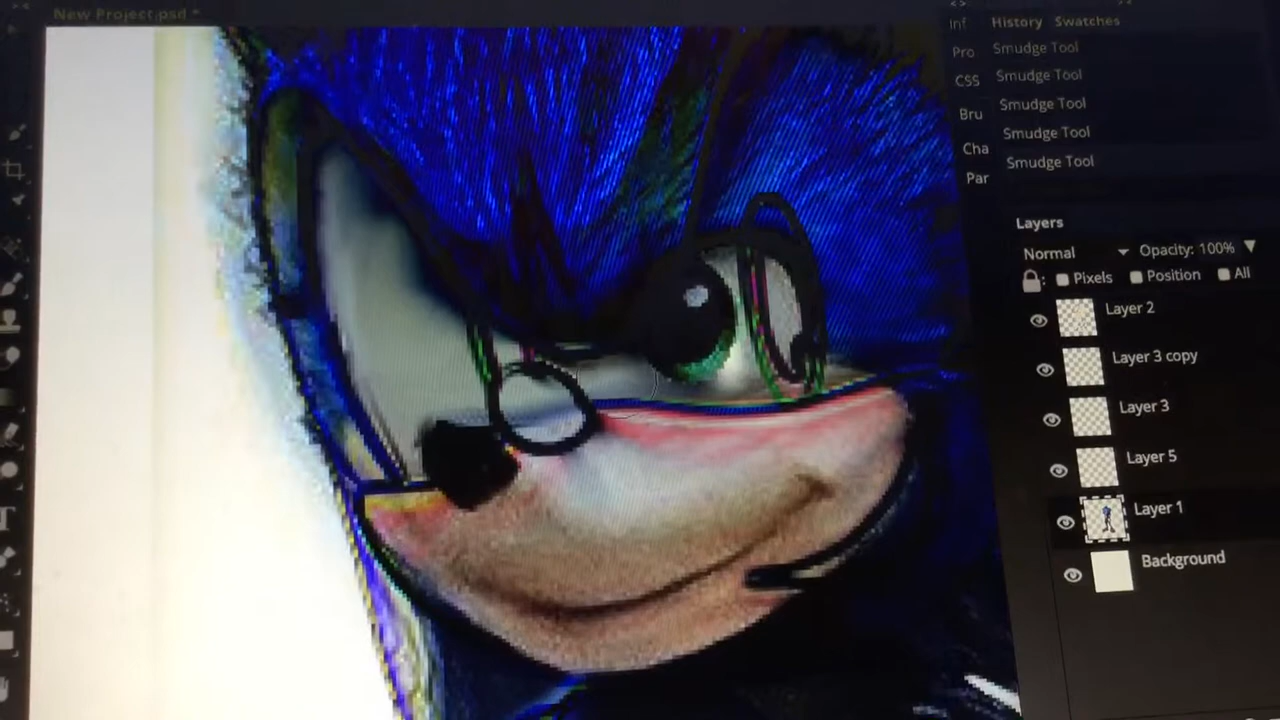 New Project.psd *
Inf History Swatches
Pro Smudge Tool
CSS Smudge Tool
Bru Smudge Tool
Cha Smudge Tool
Par Smudge Tool
Layers
Normal Opacity: 100%
Pixels Position All
Layer 2
Layer 3 copy
Layer 3
Layer 5
Layer 1
Background